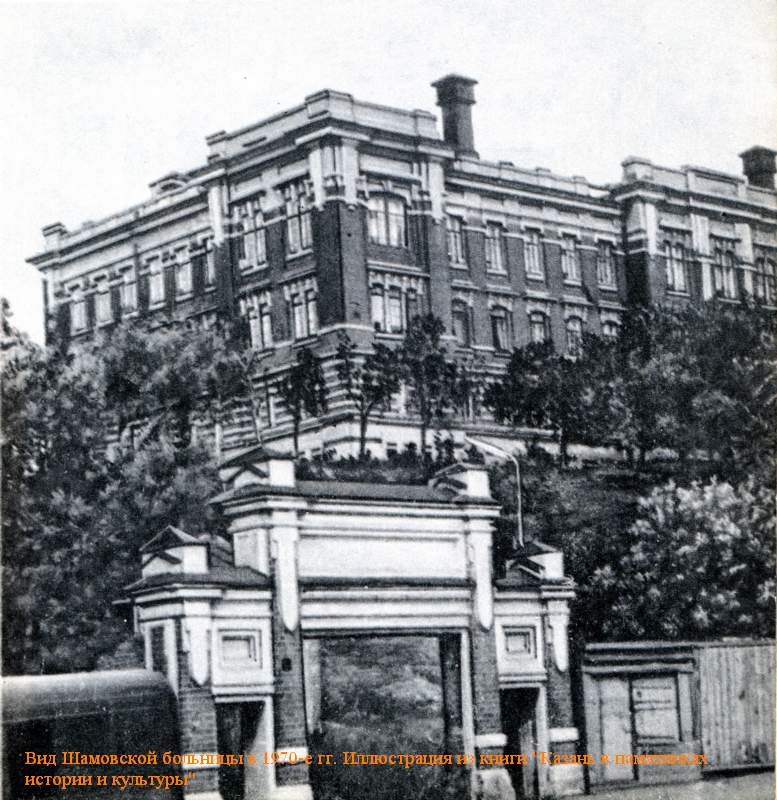 Вид Шамовской больницы в 1970-е гг. Иллюстрация из книги "Казань в памятниках
истории и культуры"